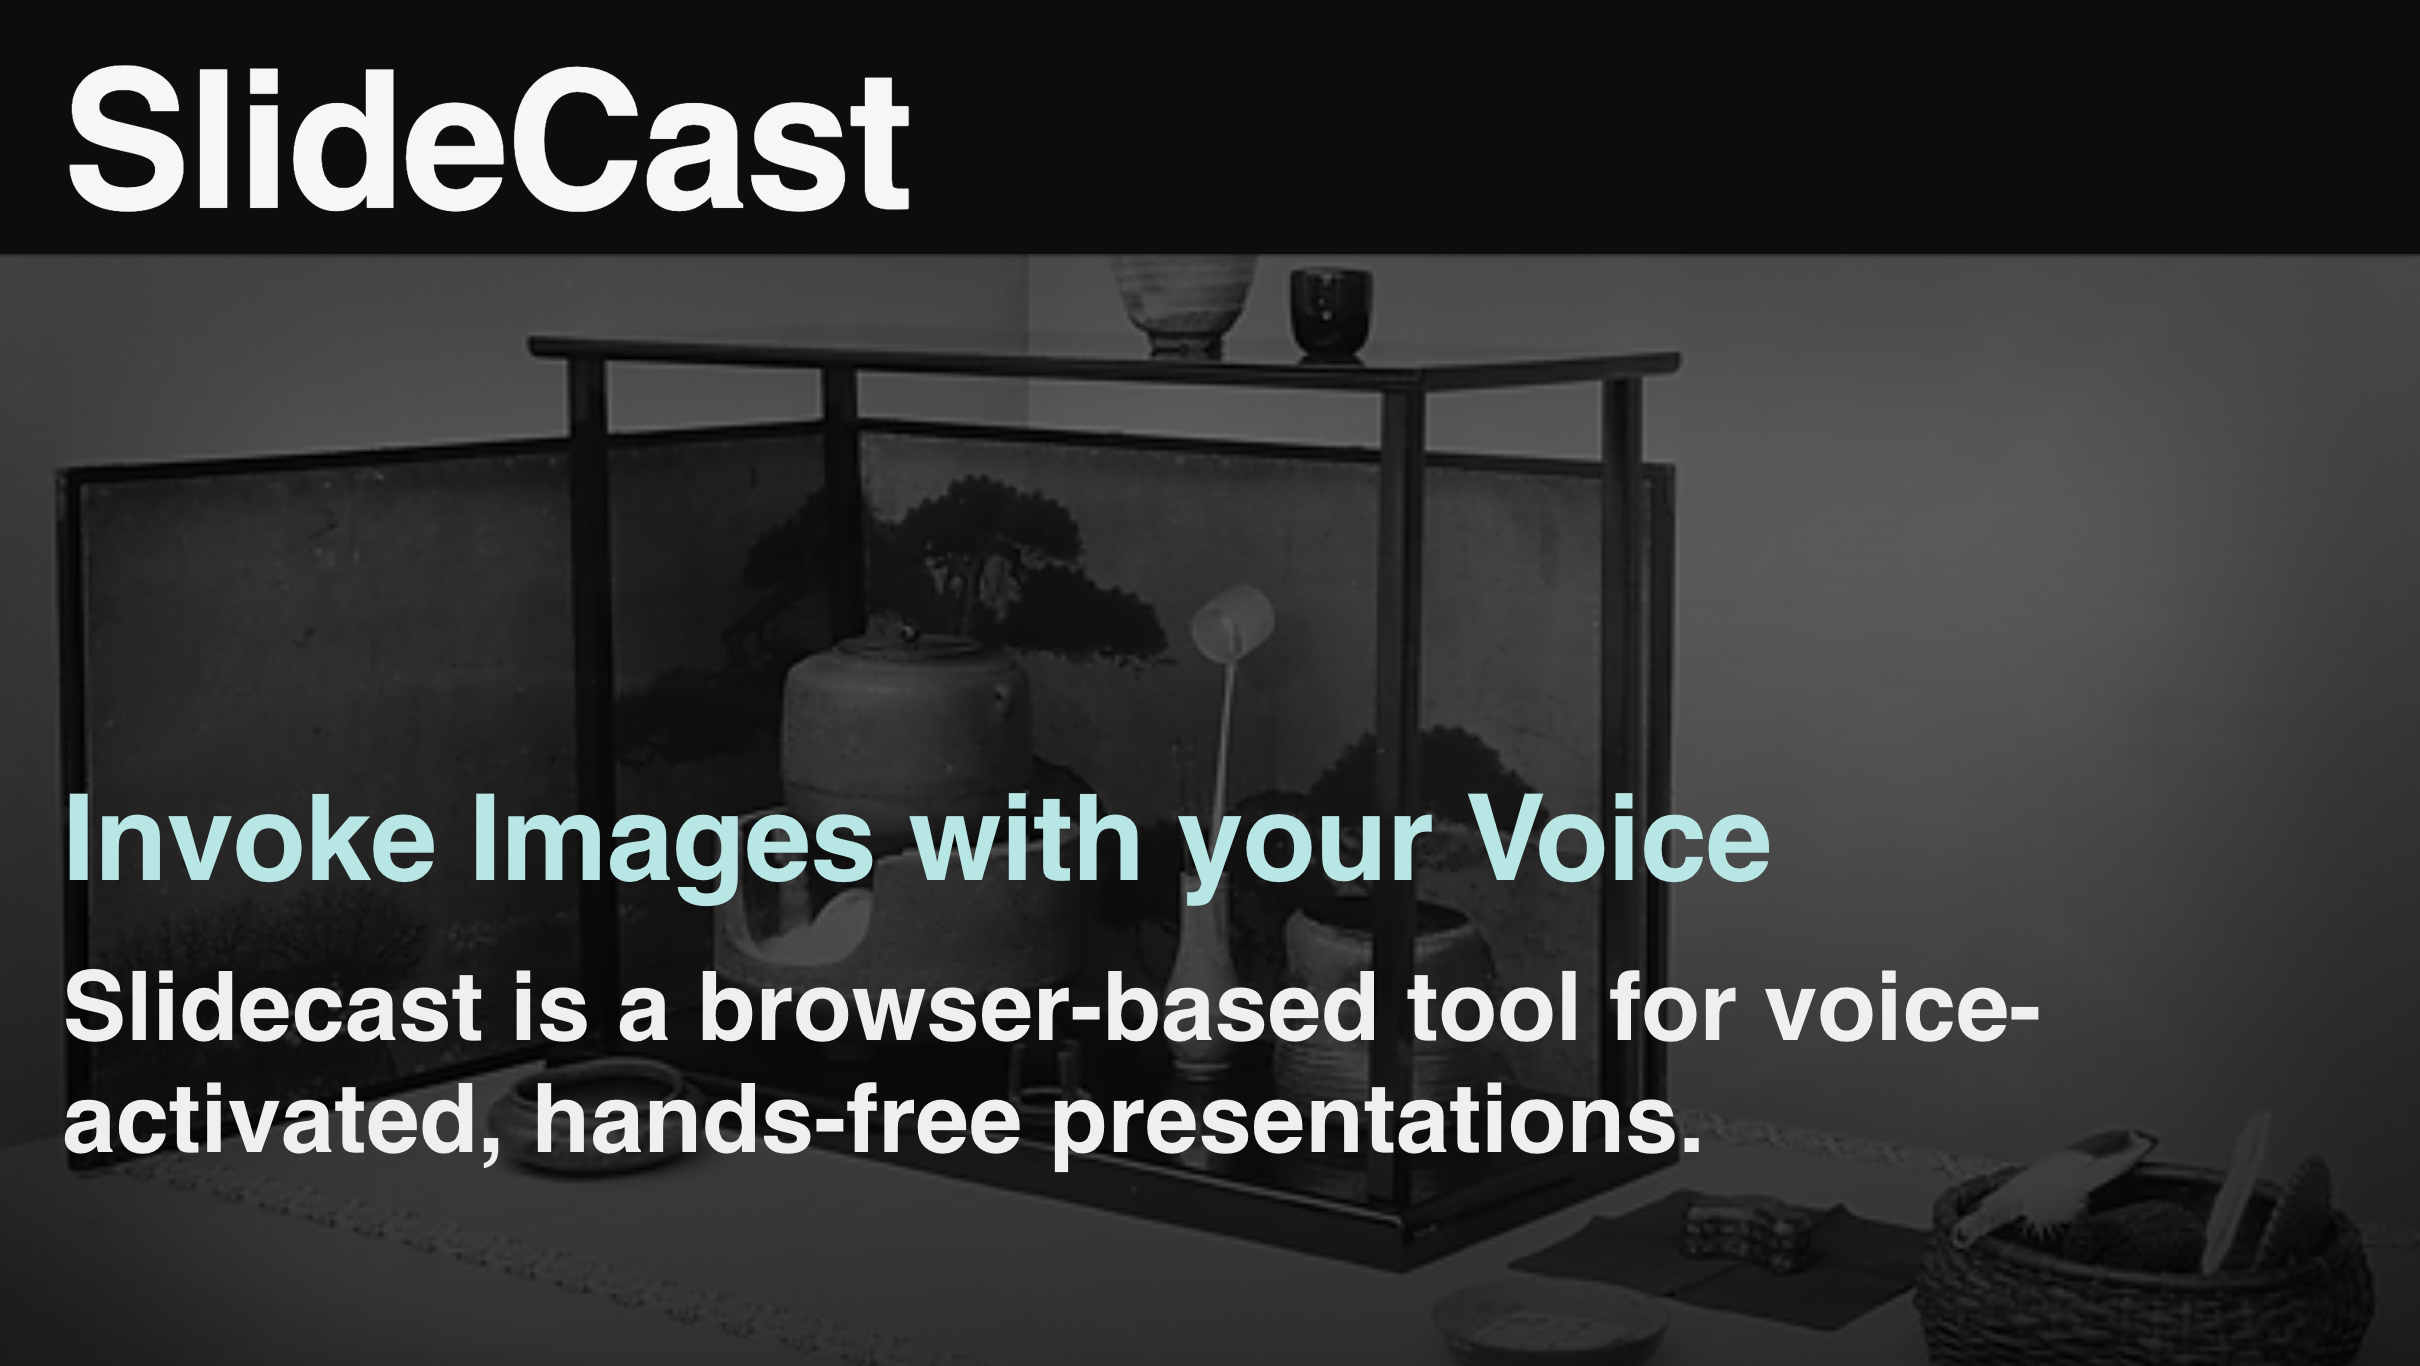 SlideCast
Invoke Images with your Voice
Slidecast is a browser-based tool for voice-
activated, hands-free presentations.